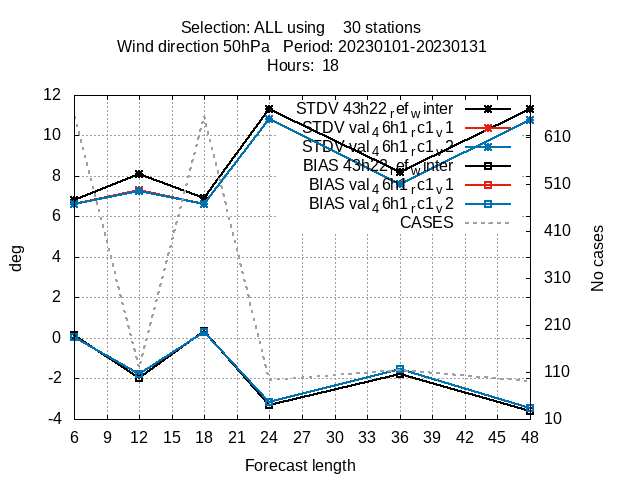 Selection: ALL using 30 stations
Wind direction 50hPa Period: 20230101-20230131
Hours: 18
12
10
8
6
4
2
0
-2
-4
deg
STDV 43h22_ref_winter
STDV val_46h1_rc1_v1
STDV val_46h1_rc1_v2
BIAS 43h22_ref_winter
BIAS val_46h1_rc1_v1
BIAS val_46h1_rc1_v2
CASES
610
510
410
310
210
110
10
No cases
6 9 12 15 18 21 24 27 30 33 36 39 42 45 48
Forecast length